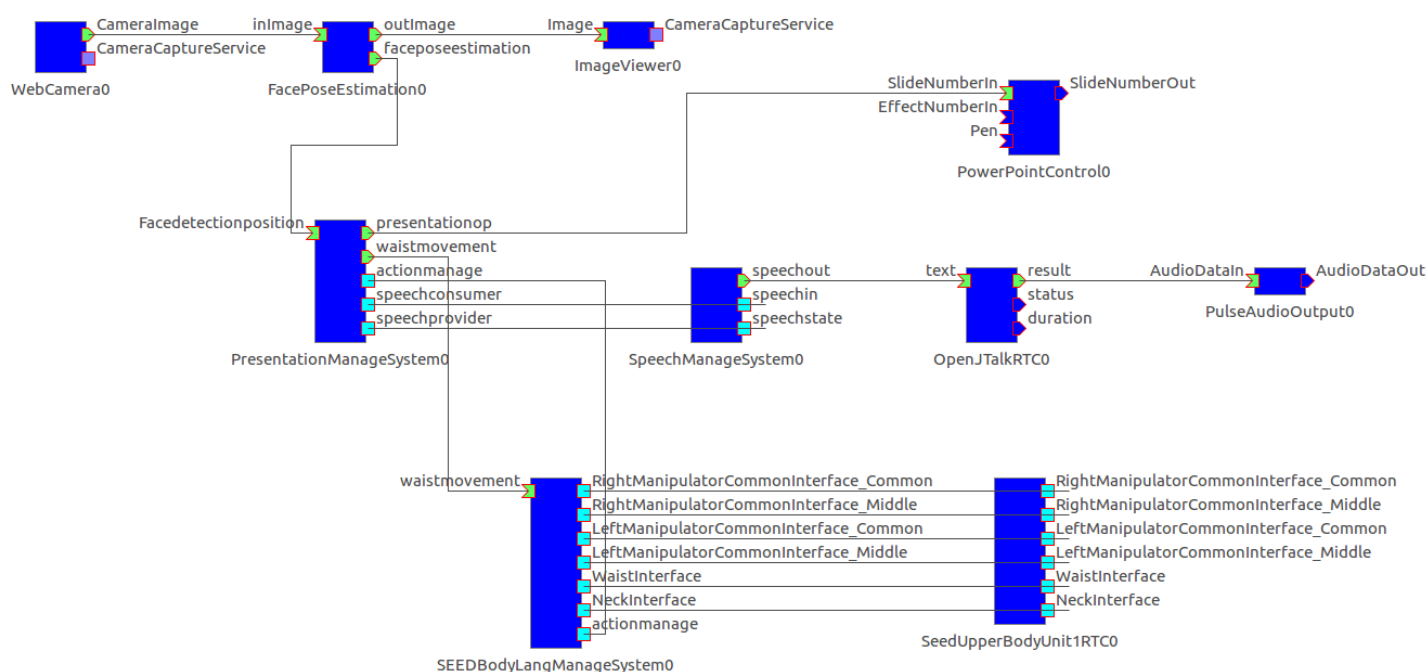 CameraImage
CameraCaptureService
WebCamera0
inImage
outImage
faceposeestimation
FacePoseEstimation0
Image
CameraCaptureService
ImageViewer0
SlideNumberIn
EffectNumberIn
Pen
SlideNumberOut
PowerPointControl0
Facedetectionposition
presentationop
waistmovement
actionmanage
speechconsumer
speechprovider
PresentationManageSystem0
speechout
speechin
speechstate
SpeechManageSystem0
text
result
status
duration
OpenJTalkRTC0
AudioDataIn
AudioDataOut
PulseAudioOutput0
waistmovement
RightManipulatorCommonInterface_Common
RightManipulatorCommonInterface_Middle
LeftManipulatorCommonInterface_Common
LeftManipulatorCommonInterface_Middle
WaistInterface
NeckInterface
actionmanage
SEEDBodyLangManageSystem0
RightManipulatorCommonInterface_Common
RightManipulatorCommonInterface_Middle
LeftManipulatorCommonInterface_Common
LeftManipulatorCommonInterface_Middle
WaistInterface
NeckInterface
SeedUpperBodyUnit1RTC0